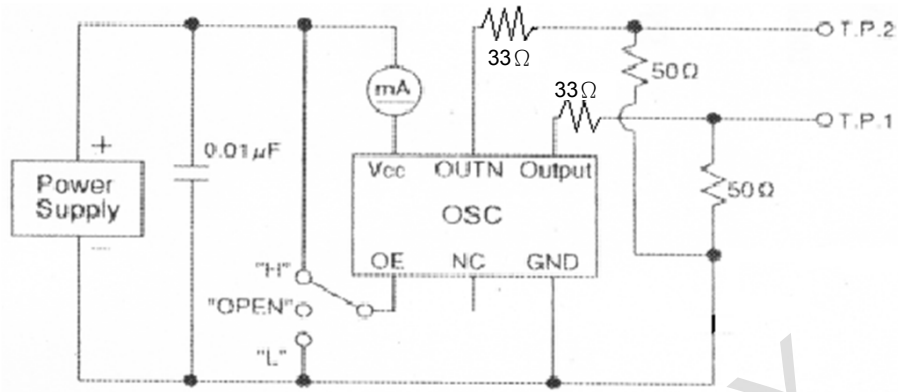 T.P.2
33Ω
50Ω
33Ω
mA
T.P.1
+
0.01μF
Vcc OUTN Output
Power
Supply
50Ω
OSC
—
OE NC GND
"H"
"OPEN"
"L"